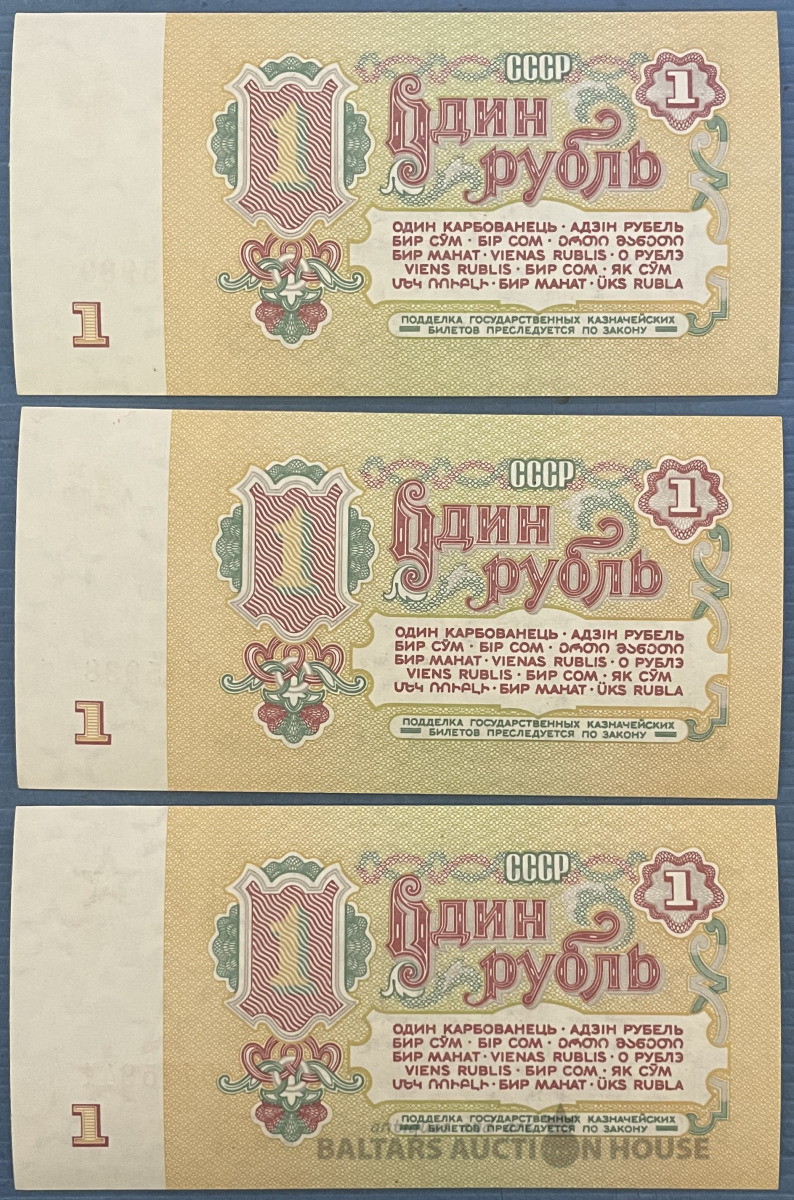 СССР
1
1
Один
рубль
ОДИН КАРБОВАНЕЦЬ · АДЗІН РУБЕЛЬ
БИР СЎМ · БІР СОМ · ᲔᲠᲗᲘ ᲛᲐᲜᲔᲗᲘ
БИР МАНАТ · VIENAS RUBLIS · О РУБЛЭ
VIENS RUBLIS · БИР СОМ · ЯК СӮМ
ՄԵԿ ՌՈՒԲԼԻ · БИР МАНАТ · ÜKS RUBLA
1
ПОДДЕЛКА ГОСУДАРСТВЕННЫХ КАЗНАЧЕЙСКИХ
БИЛЕТОВ ПРЕСЛЕДУЕТСЯ ПО ЗАКОНУ
СССР
1
1
Один
рубль
ОДИН КАРБОВАНЕЦЬ · АДЗІН РУБЕЛЬ
БИР СЎМ · БІР СОМ · ᲔᲠᲗᲘ ᲛᲐᲜᲔᲗᲘ
БИР МАНАТ · VIENAS RUBLIS · О РУБЛЭ
VIENS RUBLIS · БИР СОМ · ЯК СӮМ
ՄԵԿ ՌՈՒԲԼԻ · БИР МАНАТ · ÜKS RUBLA
1
ПОДДЕЛКА ГОСУДАРСТВЕННЫХ КАЗНАЧЕЙСКИХ
БИЛЕТОВ ПРЕСЛЕДУЕТСЯ ПО ЗАКОНУ
СССР
1
1
Один
рубль
ОДИН КАРБОВАНЕЦЬ · АДЗІН РУБЕЛЬ
БИР СЎМ · БІР СОМ · ᲔᲠᲗᲘ ᲛᲐᲜᲔᲗᲘ
БИР МАНАТ · VIENAS RUBLIS · О РУБЛЭ
VIENS RUBLIS · БИР СОМ · ЯК СӮМ
ՄԵԿ ՌՈՒԲԼԻ · БИР МАНАТ · ÜKS RUBLA
1
ПОДДЕЛКА ГОСУДАРСТВЕННЫХ КАЗНАЧЕЙСКИХ
БИЛЕТОВ ПРЕСЛЕДУЕТСЯ ПО ЗАКОНУ
BALTARS AUCTION HOUSE